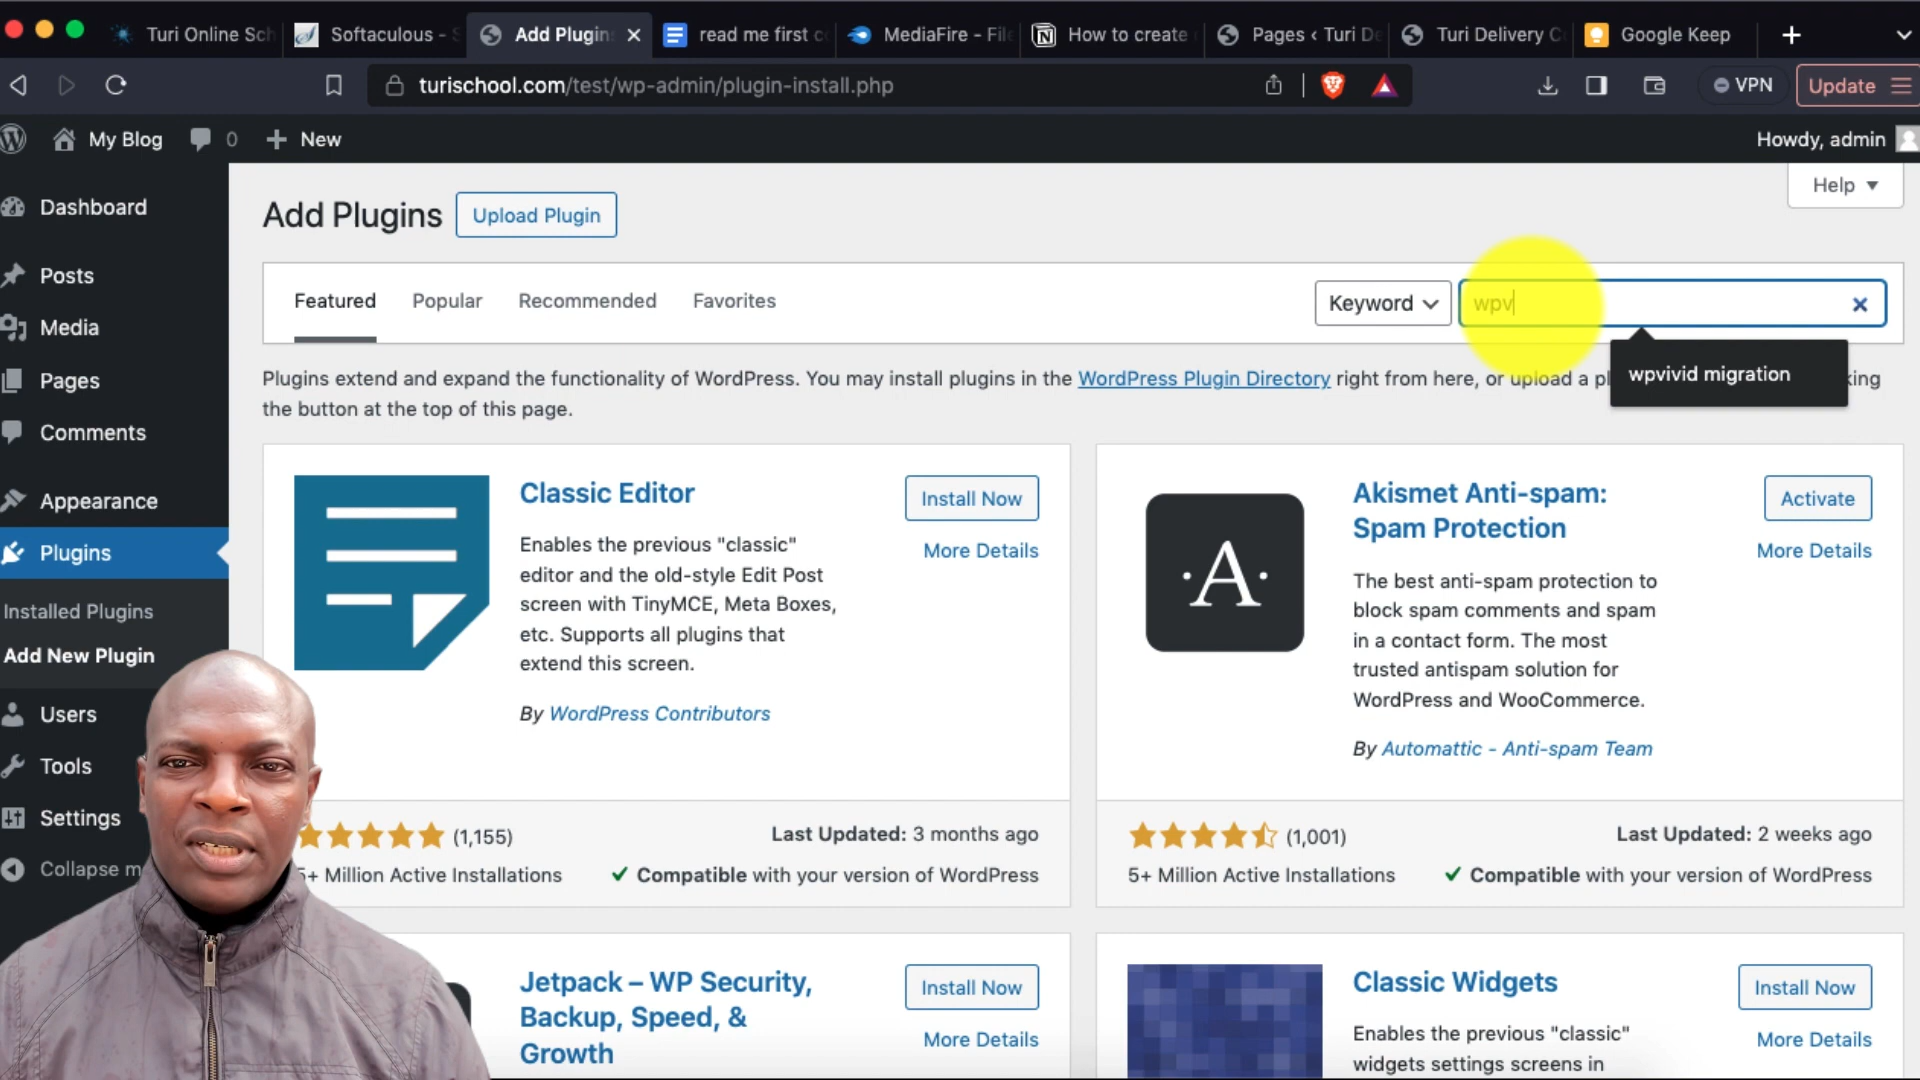 Turi Online Sch
Softaculous - S
Add Plugin
read me first c
MediaFire - File
How to create
Pages ‹ Turi De
Turi Delivery C
Google Keep
turischool.com/test/wp-admin/plugin-install.php
VPN
Update
My Blog
0
New
Howdy, admin
Dashboard
Posts
Media
Pages
Comments
Appearance
Plugins
Installed Plugins
Add New Plugin
Users
Tools
Settings
Collapse m
Help
Add Plugins
Upload Plugin
Featured
Popular
Recommended
Favorites
Keyword
wpv
wpvivid migration
Plugins extend and expand the functionality of WordPress. You may install plugins in the WordPress Plugin Directory right from here, or upload a pl king
the button at the top of this page.
Classic Editor
Install Now
More Details
Enables the previous "classic"
editor and the old-style Edit Post
screen with TinyMCE, Meta Boxes,
etc. Supports all plugins that
extend this screen.
By WordPress Contributors
(1,155)
Last Updated: 3 months ago
5+ Million Active Installations
Compatible with your version of WordPress
·A·
Akismet Anti-spam:
Spam Protection
Activate
More Details
The best anti-spam protection to
block spam comments and spam
in a contact form. The most
trusted antispam solution for
WordPress and WooCommerce.
By Automattic - Anti-spam Team
(1,001)
Last Updated: 2 weeks ago
5+ Million Active Installations
Compatible with your version of WordPress
Jetpack – WP Security,
Backup, Speed, &
Growth
Install Now
More Details
Classic Widgets
Install Now
More Details
Enables the previous "classic"
widgets settings screens in